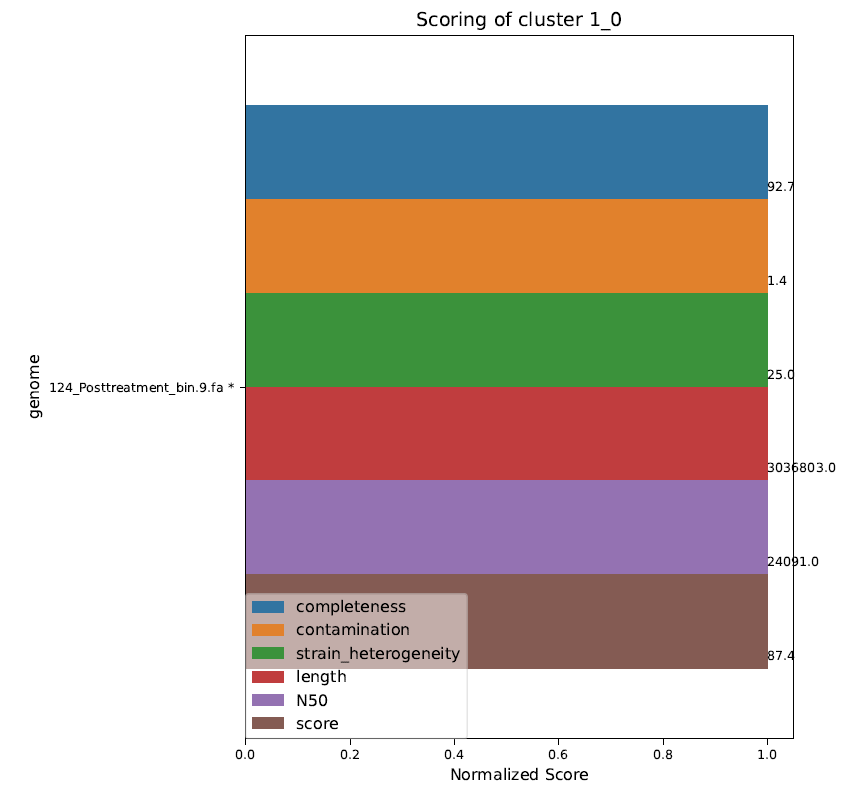 Scoring of cluster 1_0
92.7
1.4
25.0
genome
124_Posttreatment_bin.9.fa *
3036803.0
24091.0
87.4
completeness
contamination
strain_heterogeneity
length
N50
score
0.0 0.2 0.4 0.6 0.8 1.0
Normalized Score